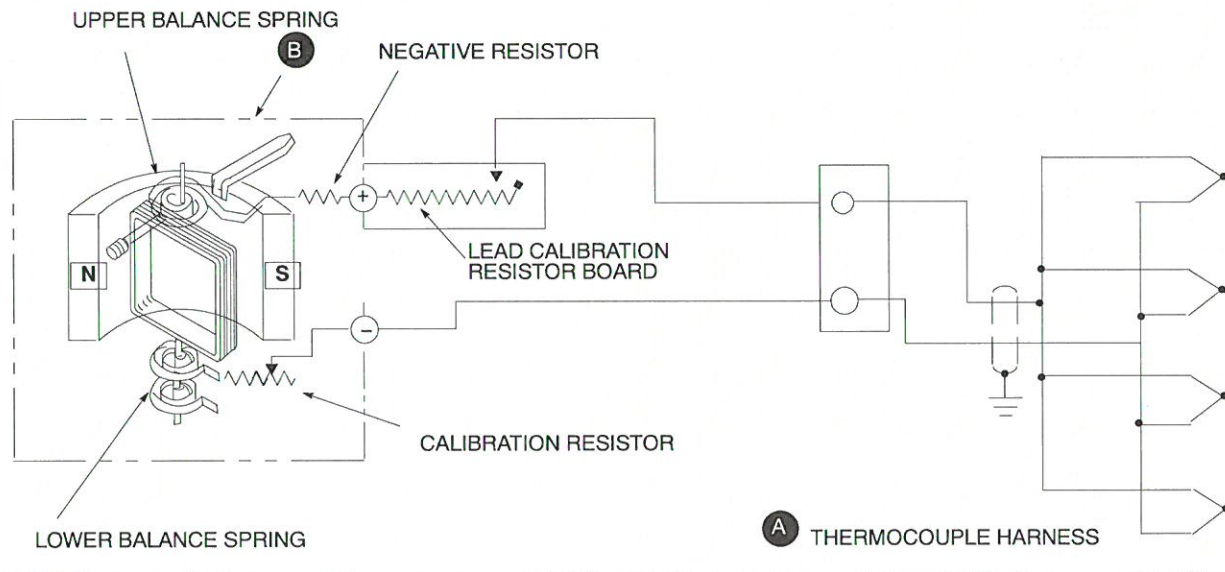 UPPER BALANCE SPRING
B
NEGATIVE RESISTOR
+
LEAD CALIBRATION
RESISTOR BOARD
N
S
−
CALIBRATION RESISTOR
LOWER BALANCE SPRING
A THERMOCOUPLE HARNESS